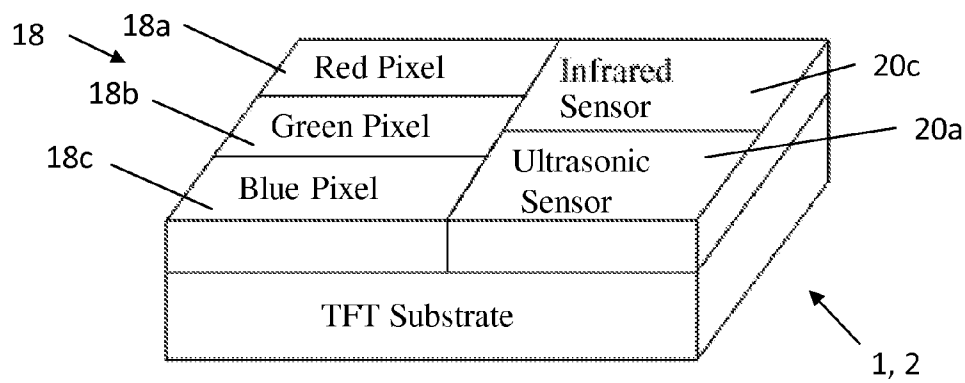 18
18a
18b
18c
Red Pixel
Green Pixel
Blue Pixel
Infrared
Sensor
Ultrasonic
Sensor
20c
20a
TFT Substrate
1, 2